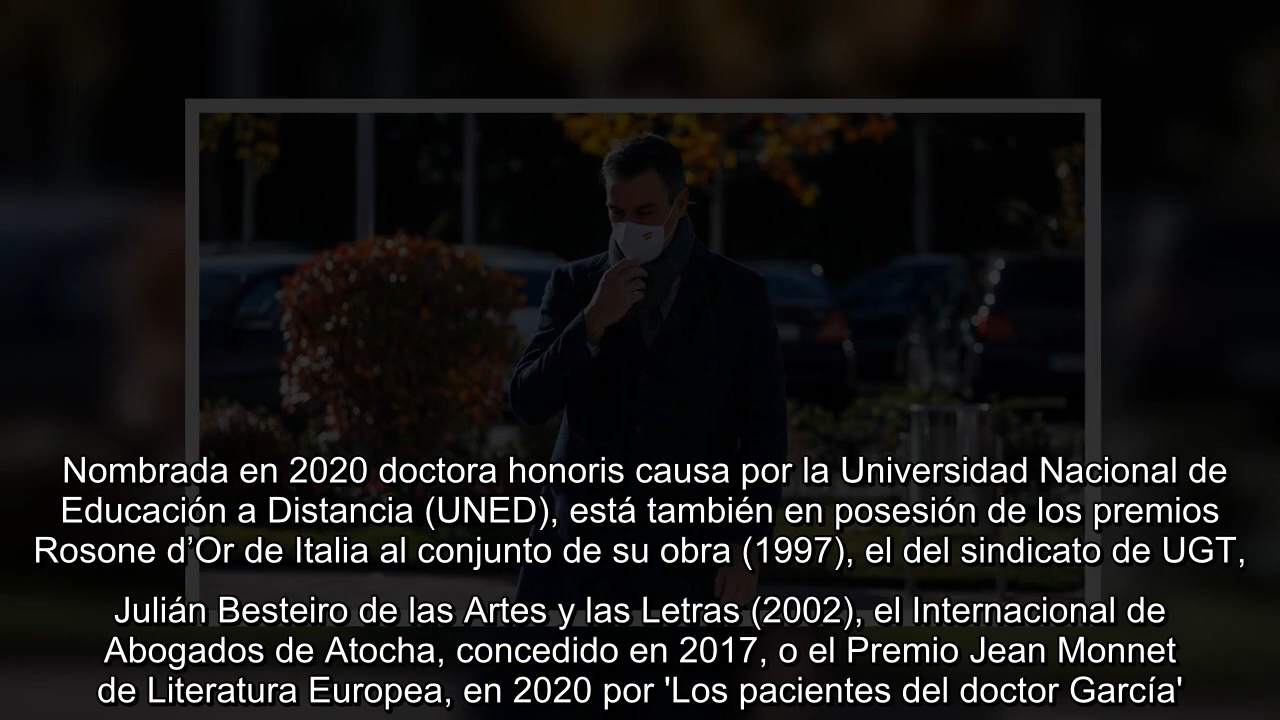 Nombrada en 2020 doctora honoris causa por la Universidad Nacional de
Educación a Distancia (UNED), está también en posesión de los premios
Rosone d’Or de Italia al conjunto de su obra (1997), el del sindicato de UGT,
Julián Besteiro de las Artes y las Letras (2002), el Internacional de
Abogados de Atocha, concedido en 2017, o el Premio Jean Monnet
de Literatura Europea, en 2020 por 'Los pacientes del doctor García'